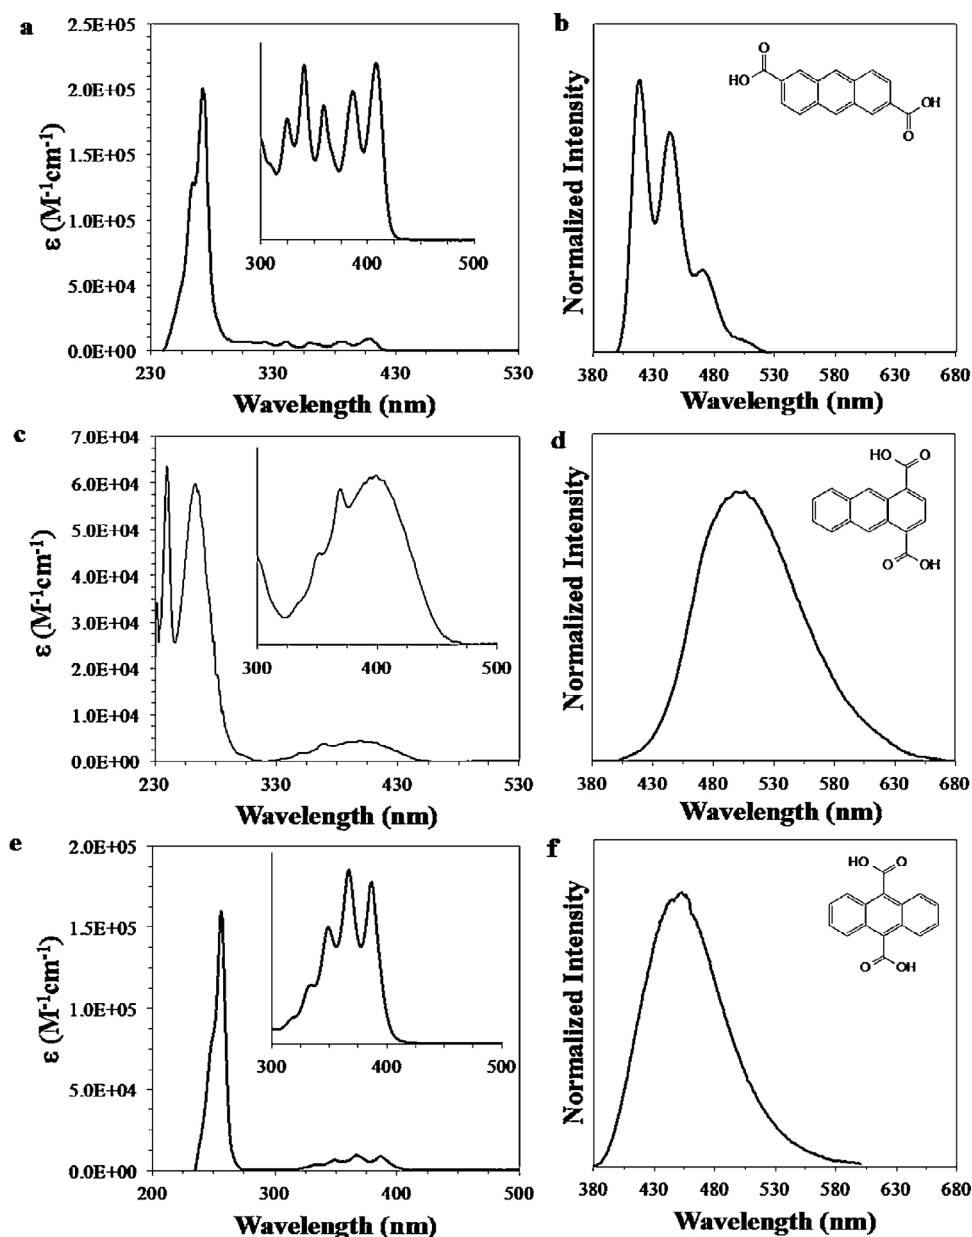 a
2.5E+05
2.0E+05
1.5E+05
1.0E+05
5.0E+04
0.0E+00
ε (M-1cm-1)
300 400 500
230 330 430 530
Wavelength (nm)
b
Normalized Intensity
O
HO
OH
O
380 430 480 530 580 630 680
Wavelength (nm)
c
7.0E+04
6.0E+04
5.0E+04
4.0E+04
3.0E+04
2.0E+04
1.0E+04
0.0E+00
ε (M-1cm-1)
300 400 500
230 330 430 530
Wavelength (nm)
d
Normalized Intensity
HO O
O OH
380 430 480 530 580 630 680
Wavelength (nm)
e
2.0E+05
1.5E+05
1.0E+05
5.0E+04
0.0E+00
ε (M-1cm-1)
300 400 500
200 300 400 500
Wavelength (nm)
f
Normalized Intensity
HO O
O OH
380 430 480 530 580 630 680
Wavelength (nm)